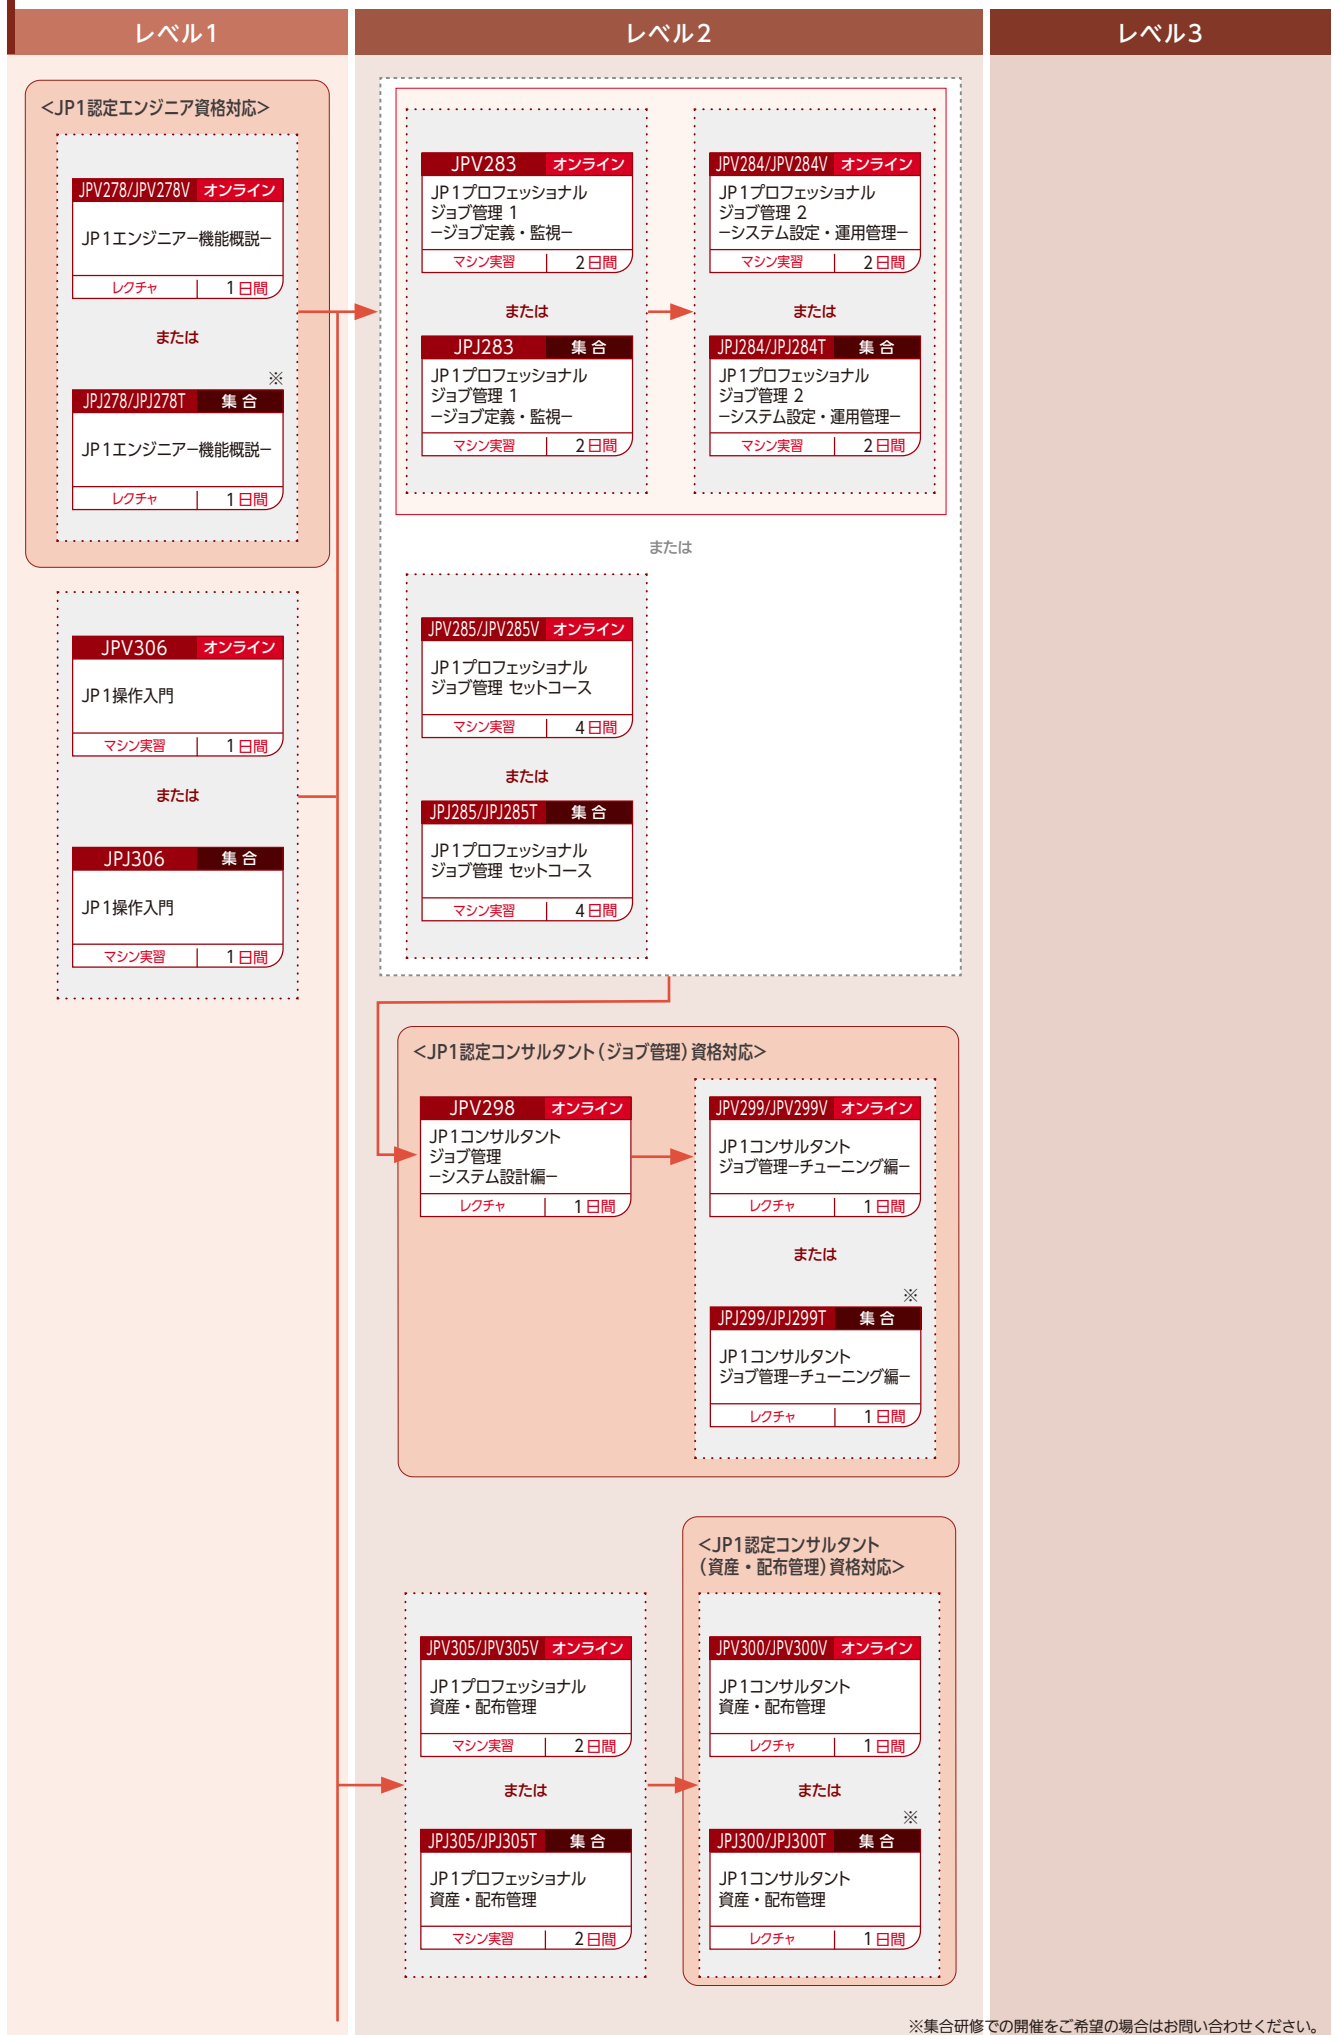 レベル1
レベル2
レベル3
<JP1認定エンジニア資格対応>
JPV278/JPV278V オンライン
JP1エンジニアー機能概説ー
レクチャ 1日間
または
※
JPJ278/JPJ278T 集合
JP1エンジニアー機能概説ー
レクチャ 1日間
JPV306 オンライン
JP1操作入門
マシン実習 1日間
または
JPJ306 集合
JP1操作入門
マシン実習 1日間
JPV283 オンライン
JP1プロフェッショナル
ジョブ管理 1
ージョブ定義・監視ー
マシン実習 2日間
または
JPJ283 集合
JP1プロフェッショナル
ジョブ管理 1
ージョブ定義・監視ー
マシン実習 2日間
JPV284/JPV284V オンライン
JP1プロフェッショナル
ジョブ管理 2
ーシステム設定・運用管理ー
マシン実習 2日間
または
JPJ284/JPJ284T 集合
JP1プロフェッショナル
ジョブ管理 2
ーシステム設定・運用管理ー
マシン実習 2日間
または
JPV285/JPV285V オンライン
JP1プロフェッショナル
ジョブ管理 セットコース
マシン実習 4日間
または
JPJ285/JPJ285T 集合
JP1プロフェッショナル
ジョブ管理 セットコース
マシン実習 4日間
<JP1認定コンサルタント(ジョブ管理)資格対応>
JPV298 オンライン
JP1コンサルタント
ジョブ管理
ーシステム設計編ー
レクチャ 1日間
JPV299/JPV299V オンライン
JP1コンサルタント
ジョブ管理ーチューニング編ー
レクチャ 1日間
または
※
JPJ299/JPJ299T 集合
JP1コンサルタント
ジョブ管理ーチューニング編ー
レクチャ 1日間
JPV305/JPV305V オンライン
JP1プロフェッショナル
資産・配布管理
マシン実習 2日間
または
JPJ305/JPJ305T 集合
JP1プロフェッショナル
資産・配布管理
マシン実習 2日間
<JP1認定コンサルタント
(資産・配布管理)資格対応>
JPV300/JPV300V オンライン
JP1コンサルタント
資産・配布管理
レクチャ 1日間
または
※
JPJ300/JPJ300T 集合
JP1コンサルタント
資産・配布管理
レクチャ 1日間
※集合研修での開催をご希望の場合はお問い合わせください。